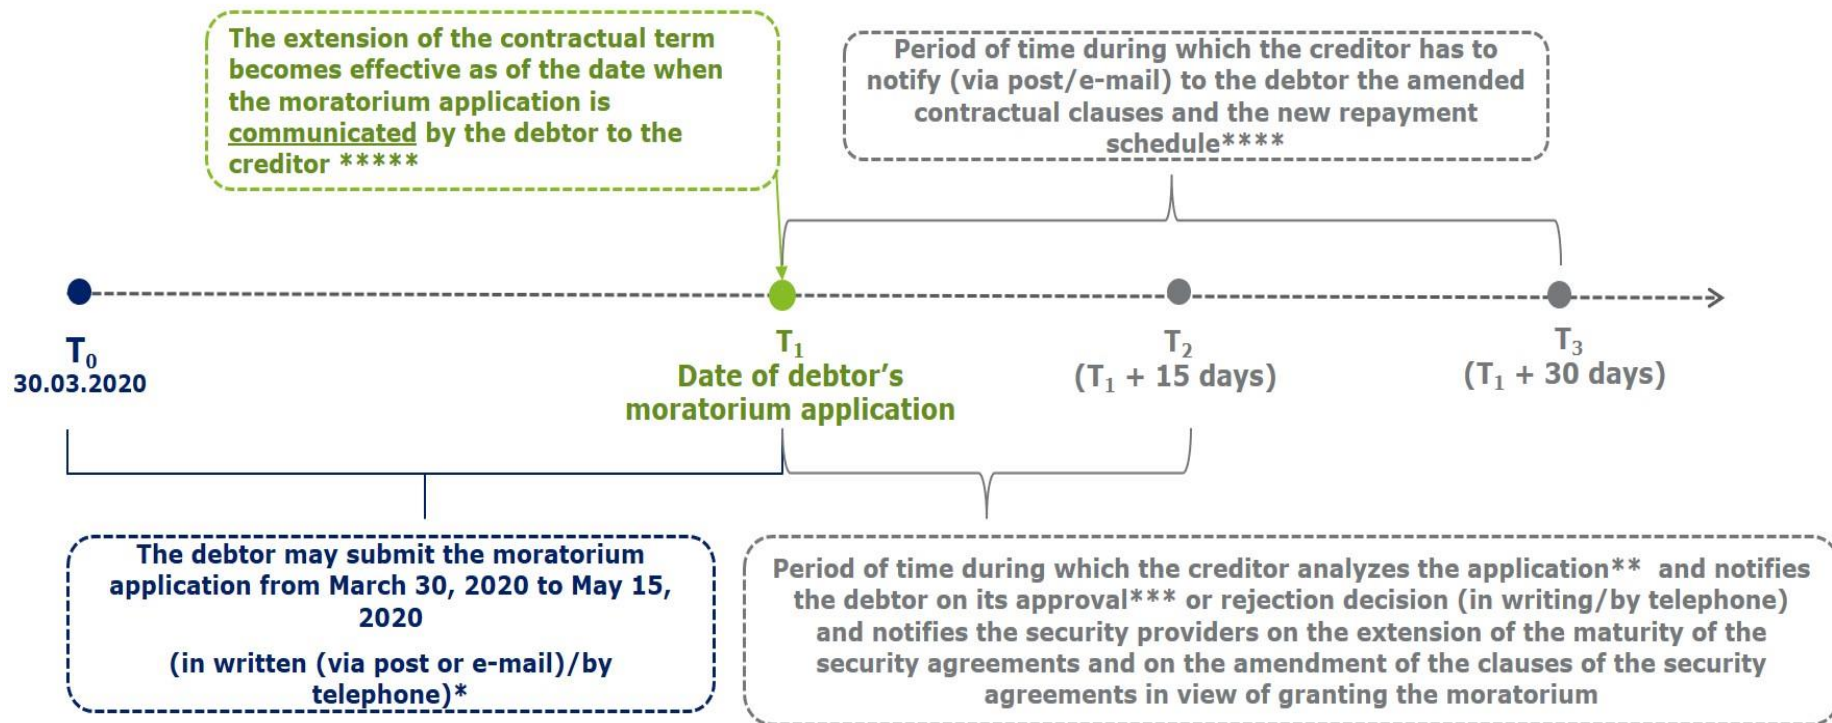 The extension of the contractual term
becomes effective as of the date when
the moratorium application is
communicated by the debtor to the
creditor *****
Period of time during which the creditor has to
notify (via post/e-mail) to the debtor the amended
contractual clauses and the new repayment
schedule****
T₀
30.03.2020
T₁
Date of debtor’s
moratorium application
T₂
(T₁ + 15 days)
T₃
(T₁ + 30 days)
The debtor may submit the moratorium
application from March 30, 2020 to May 15,
2020
(in written (via post or e-mail)/by
telephone)*
Period of time during which the creditor analyzes the application** and notifies
the debtor on its approval*** or rejection decision (in writing/by telephone)
and notifies the security providers on the extension of the maturity of the
security agreements and on the amendment of the clauses of the security
agreements in view of granting the moratorium